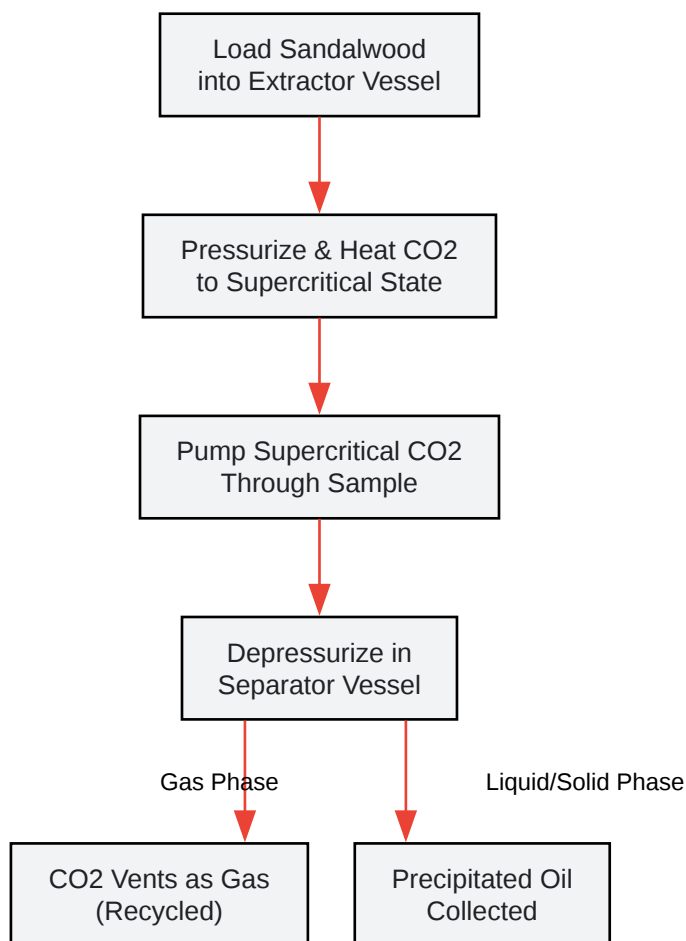 Load Sandalwood
into Extractor Vessel
Pressurize & Heat CO2
to Supercritical State
Pump Supercritical CO2
Through Sample
Depressurize in
Separator Vessel
Gas Phase
Liquid/Solid Phase
CO2 Vents as Gas
(Recycled)
Precipitated Oil
Collected